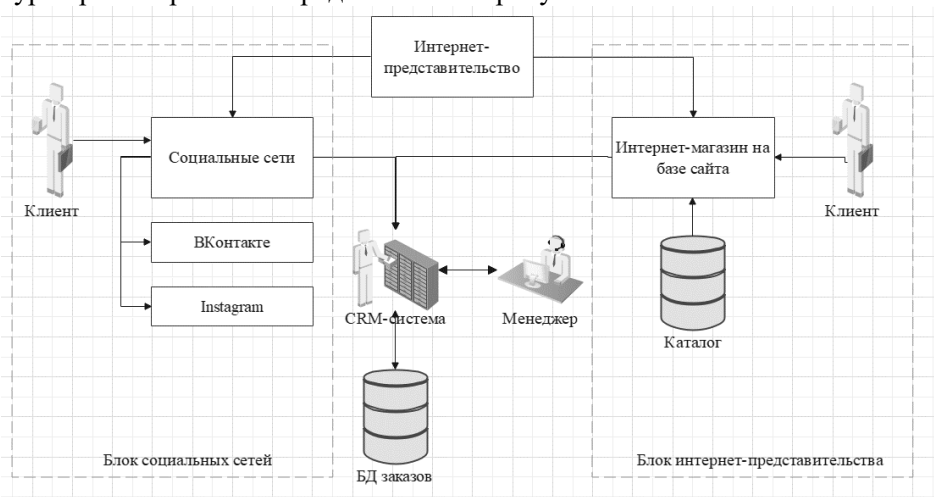 Интернет-
представительство
Социальные сети
Интернет-магазин на
базе сайта
Клиент
Клиент
ВКонтакте
Instagram
CRM-система
Менеджер
Каталог
Блок социальных сетей
БД заказов
Блок интернет-представительства